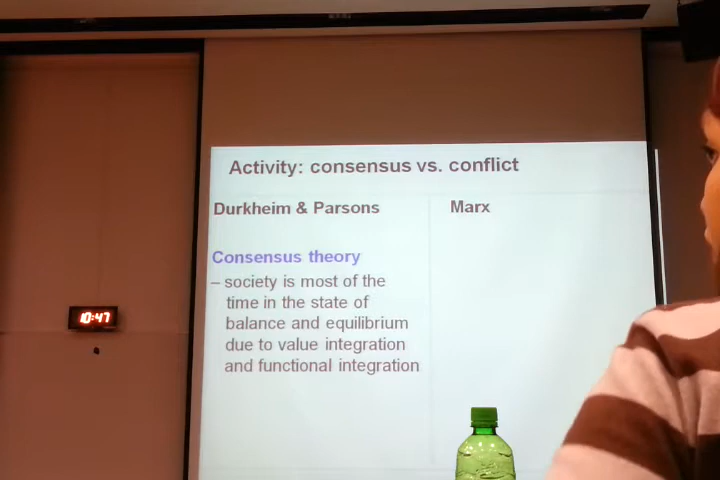 Activity: consensus vs. conflict
Durkheim & Parsons
Marx
Consensus theory
– society is most of the
time in the state of
balance and equilibrium
due to value integration
and functional integration
10:47